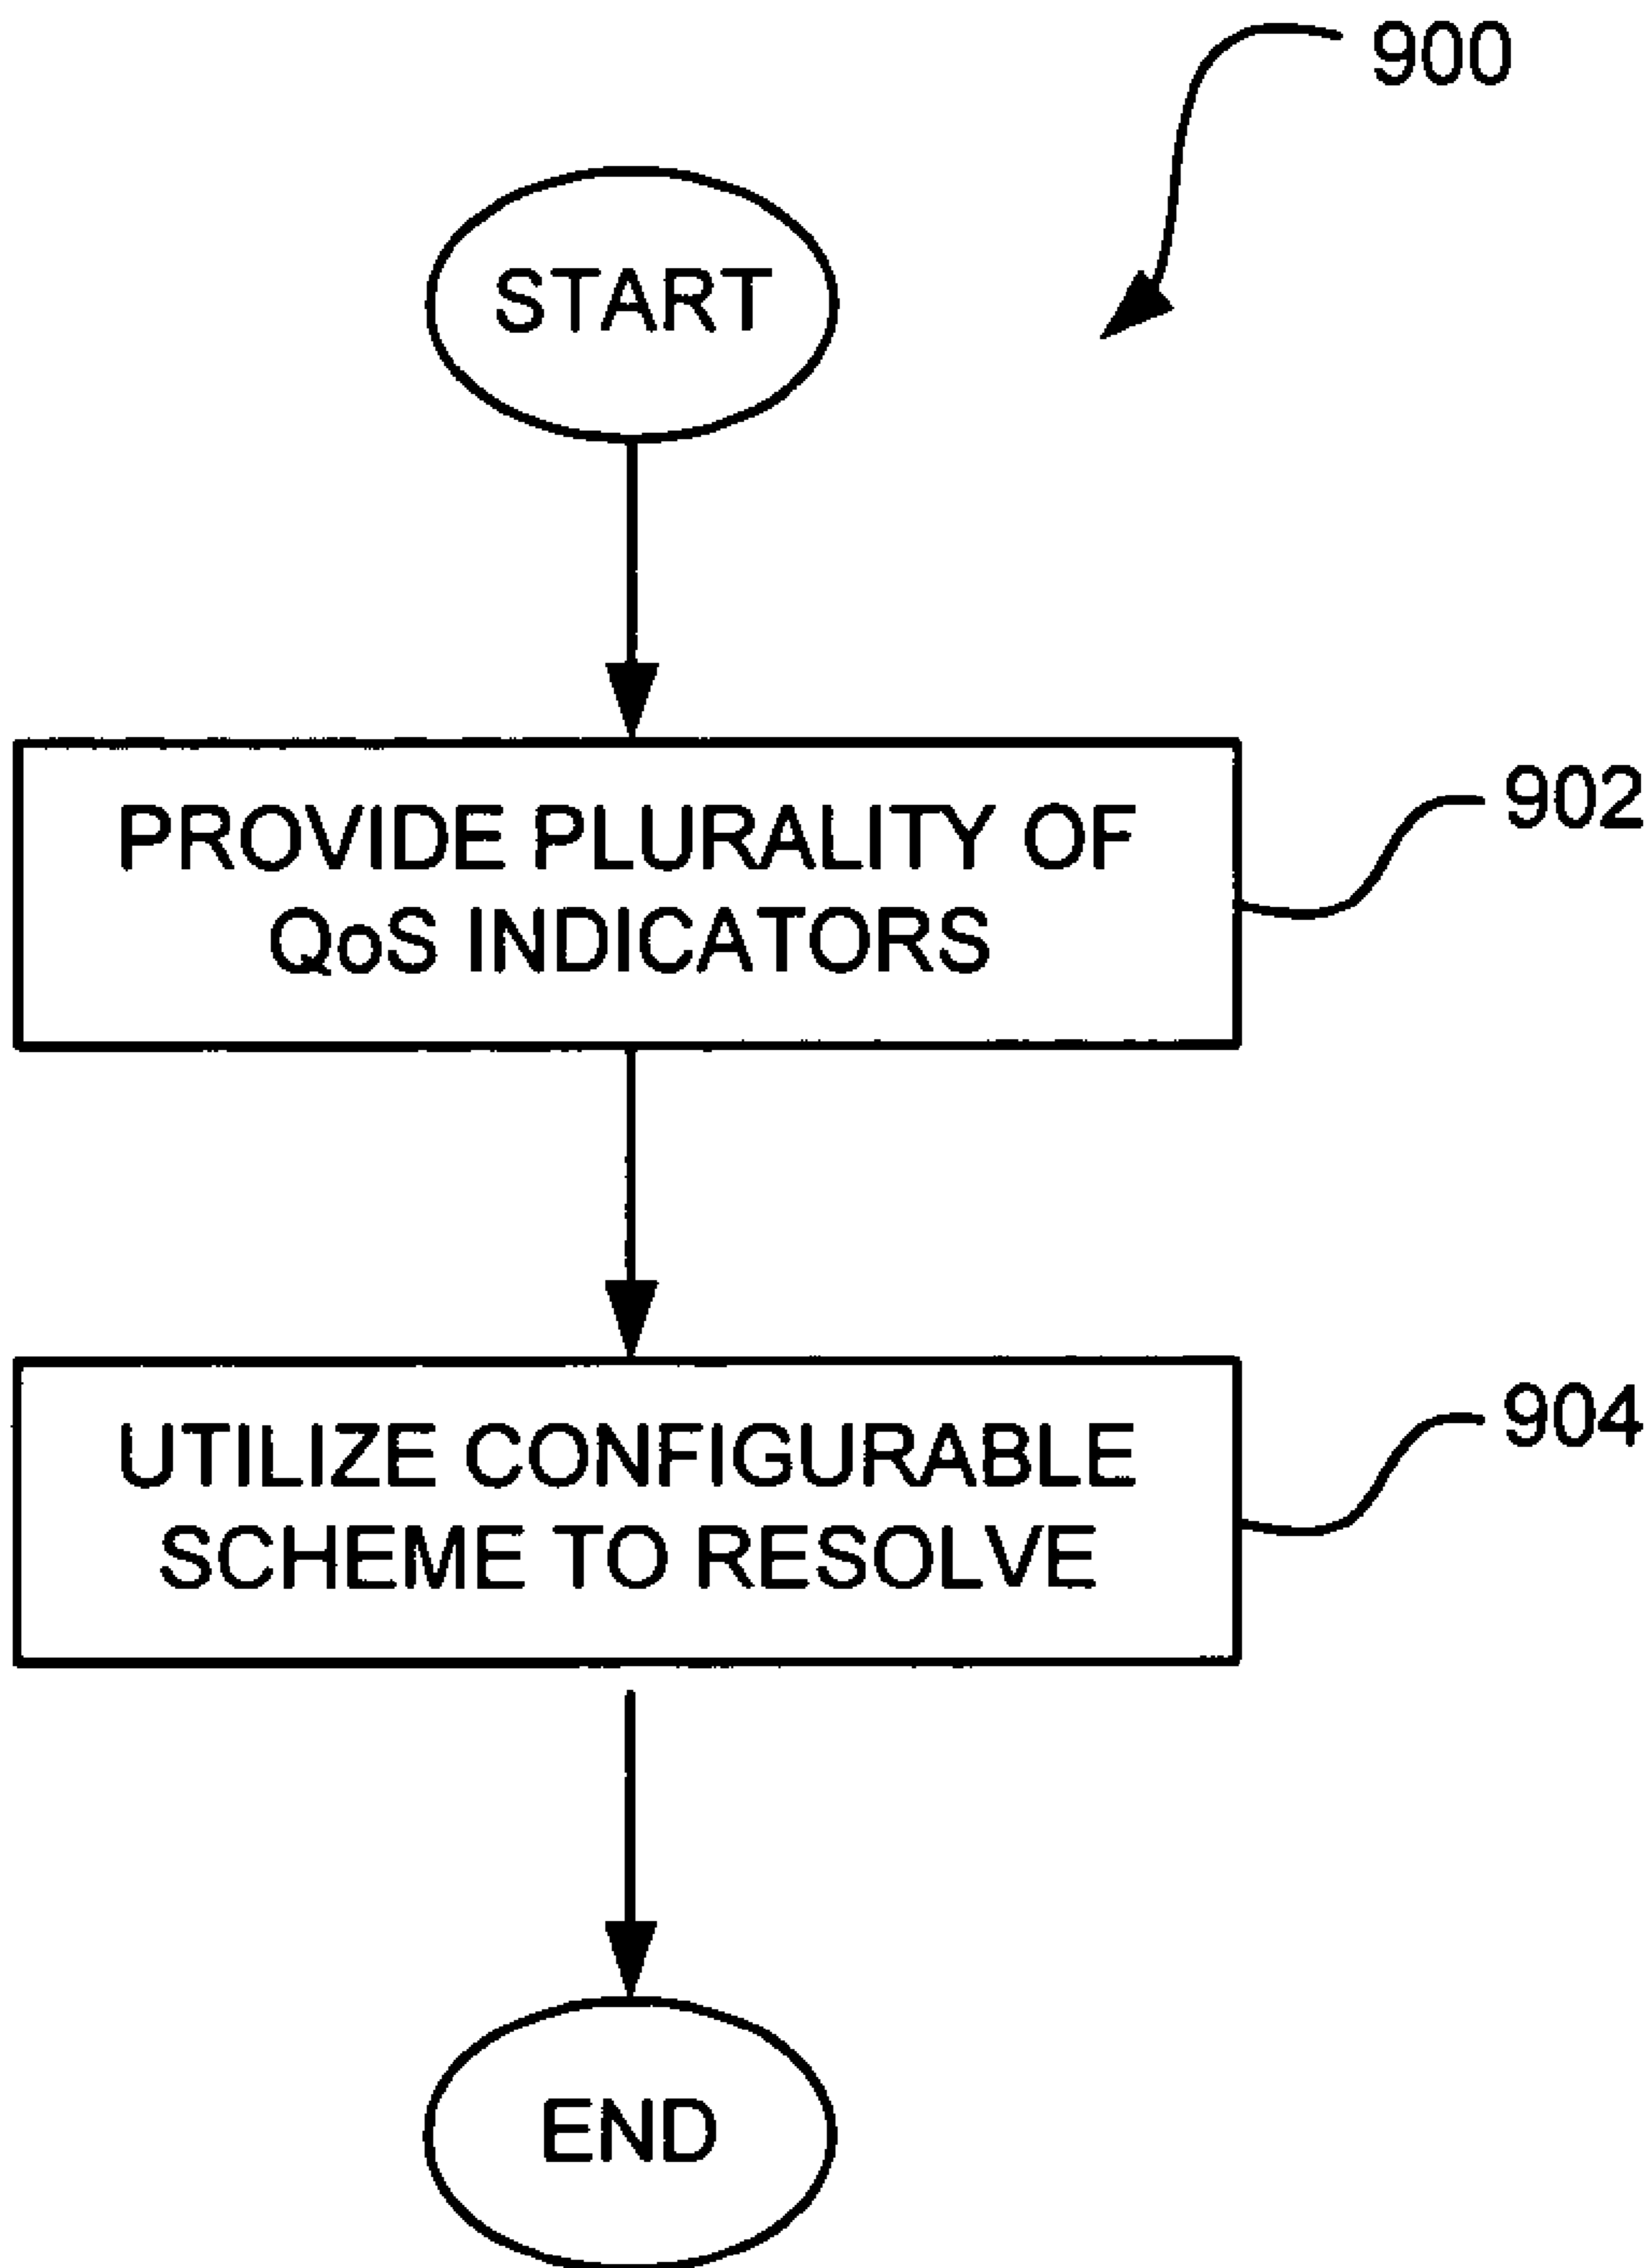 900
START
PROVIDE PLURALITY OF
QoS INDICATORS
902
UTILIZE CONFIGURABLE
SCHEME TO RESOLVE
904
END